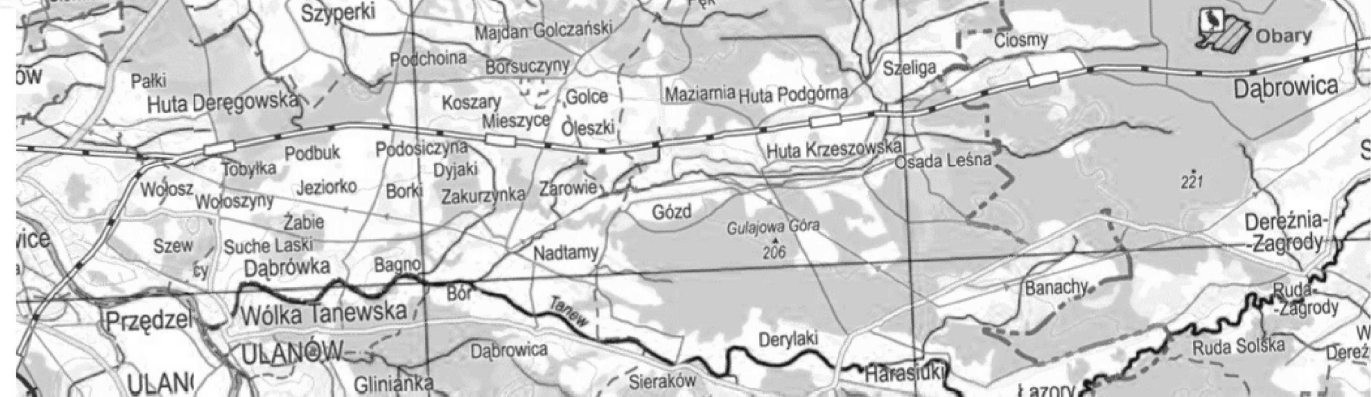 Szyperki
Majdan Golczański
Ciosmy
Obary
Podchoina
Borsuczyny
Szeliga
Pałki
Huta Deręgowska
Koszary
Golce
Maziarnia
Huta Podgórna
Dąbrowica
Mieszyce
Oleszki
Podbuk
Podosiczyna
Huta Krzeszowska
Osada Leśna
Tobyłka
Dyjaki
Wołosz
Jeziorko
Borki
Zakurzynka
Żarowie
221
Wołoszyny
Żabie
Gózd
Gułajowa Góra
206
Dereźnia-
-Zagrody
Szew
Suche Laski
cy
Dąbrówka
Bagno
Nadtamy
Bór
Banachy
Ruda-
-Zagrody
Przędzel
Wólka Tanewska
Tanew
Derylaki
Ruda Solska
ULANÓW
Dąbrowica
Sieraków
Harasiuki
Glinianka
Łazory